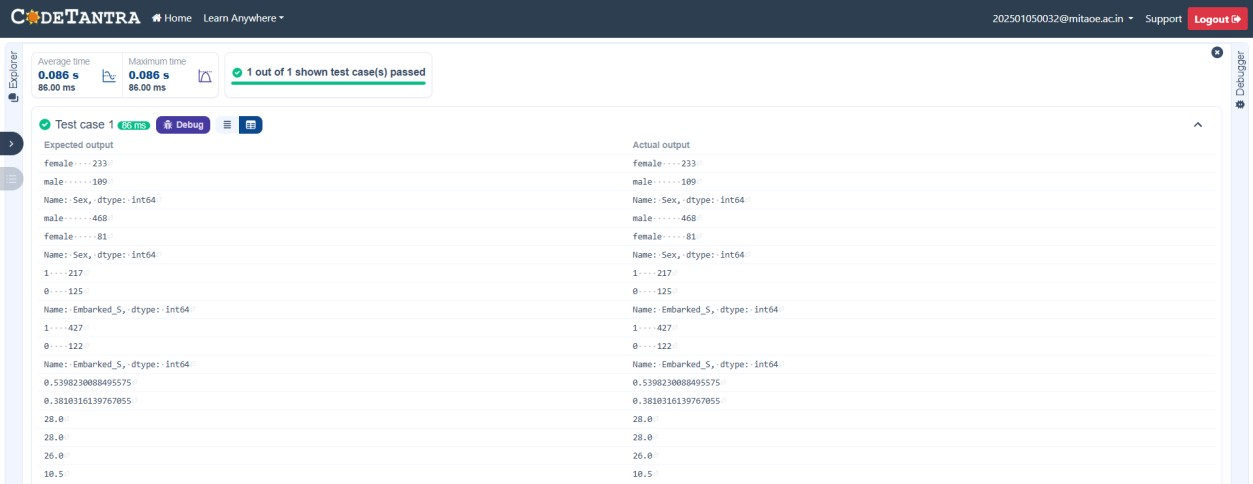 CODETANTRA Home Learn Anywhere 202501050032@mitaoe.ac.in Support Logout
Explorer
Debugger
Average time Maximum time
0.086 s 0.086 s
86.00 ms 86.00 ms
1 out of 1 shown test case(s) passed
Test case 1 86 ms Debug
Expected output Actual output
female····233 female····233
male······109 male······109
Name:·Sex,·dtype:·int64 Name:·Sex,·dtype:·int64
male······468 male······468
female·····81 female·····81
Name:·Sex,·dtype:·int64 Name:·Sex,·dtype:·int64
1····217 1····217
0····125 0····125
Name:·Embarked_S,·dtype:·int64 Name:·Embarked_S,·dtype:·int64
1····427 1····427
0····122 0····122
Name:·Embarked_S,·dtype:·int64 Name:·Embarked_S,·dtype:·int64
0.5398230088495575 0.5398230088495575
0.3810316139767055 0.3810316139767055
28.0 28.0
28.0 28.0
26.0 26.0
10.5 10.5